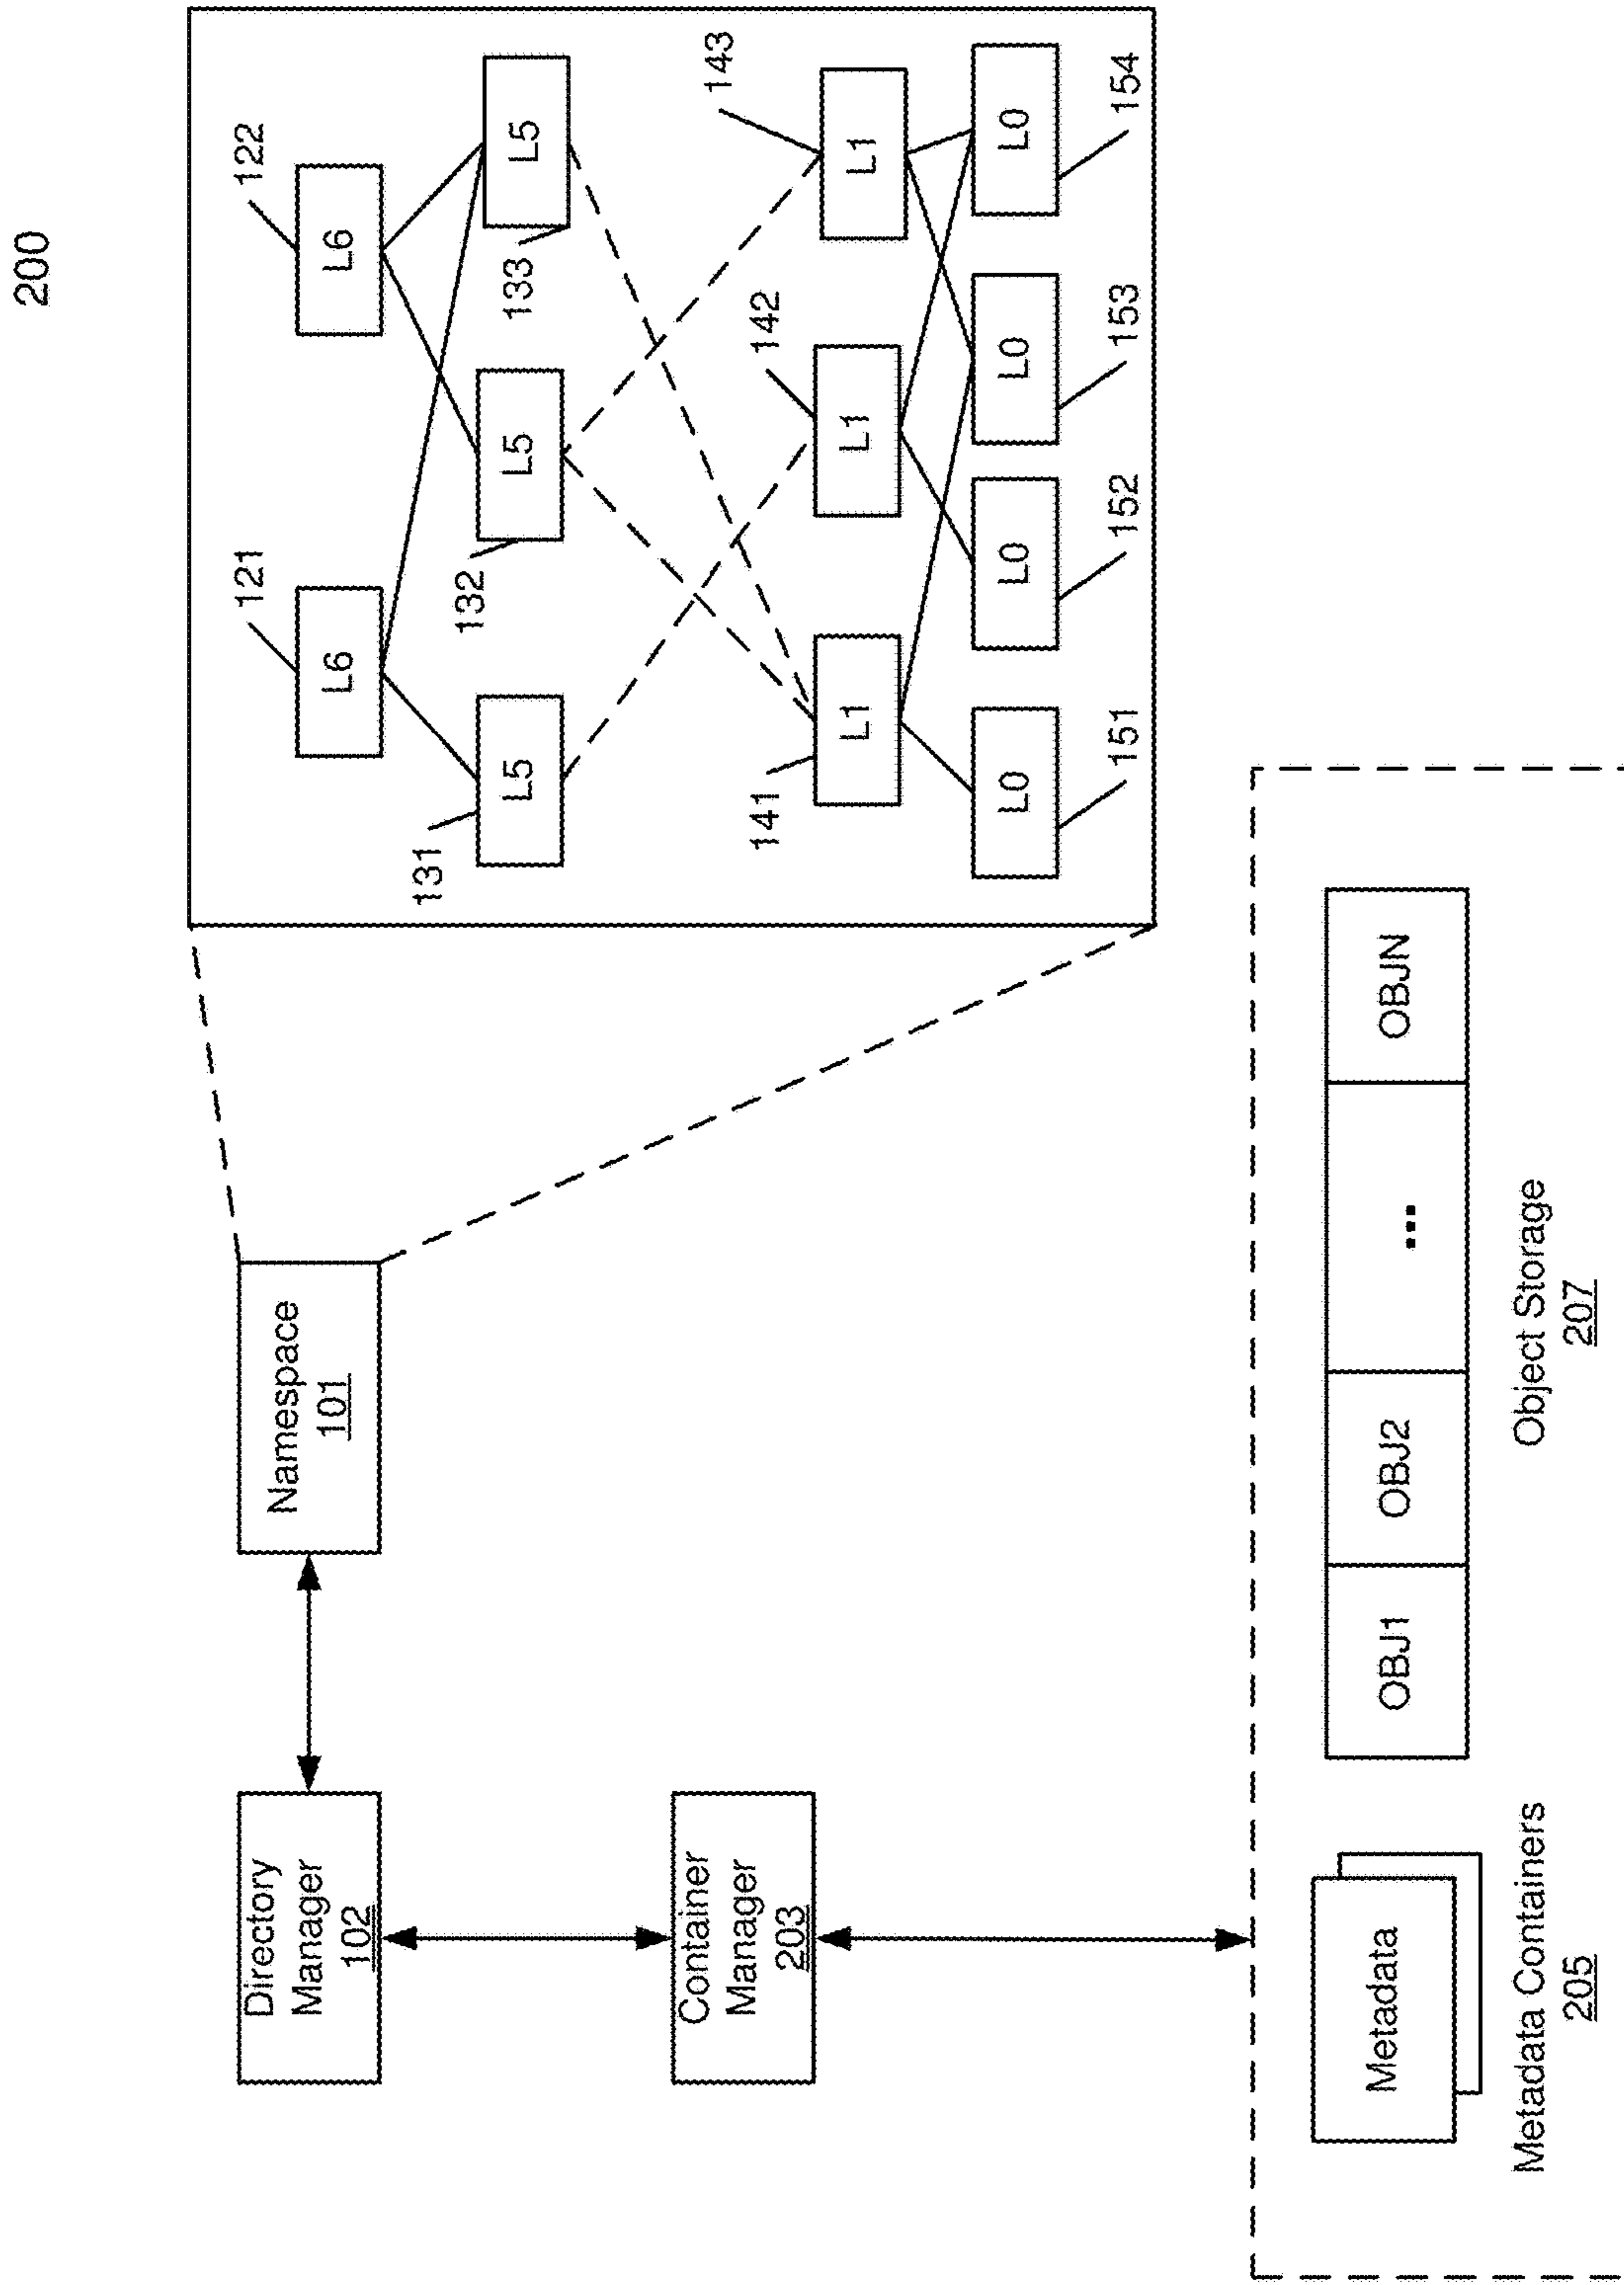 200
Directory
Manager
102
Namespace
101
Container
Manager
203
121
122
L6
L6
131
132
133
L5
L5
L5
141
142
143
L1
L1
L1
L0
L0
L0
L0
151
152
153
154
Metadata
OBJ1
OBJ2
...
OBJN
Metadata Containers
205
Object Storage
207